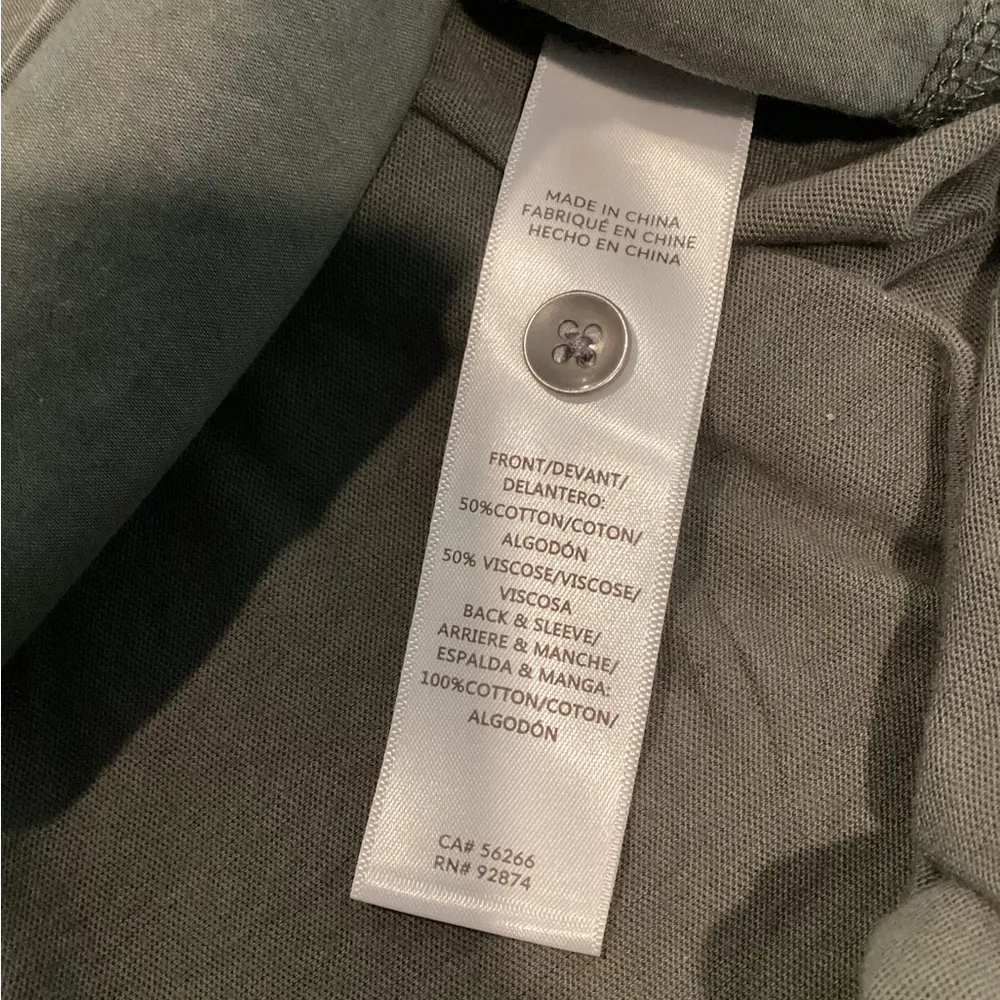 MADE IN CHINA
FABRIQUÉ EN CHINE
HECHO EN CHINA
FRONT/DEVANT/
DELANTERO:
50%COTTON/COTON/
ALGODÓN
50% VISCOSE/VISCOSE/
VISCOSA
BACK & SLEEVE/
ARRIERE & MANCHE/
ESPALDA & MANGA:
100%COTTON/COTON/
ALGODÓN
CA# 56266
RN# 92874